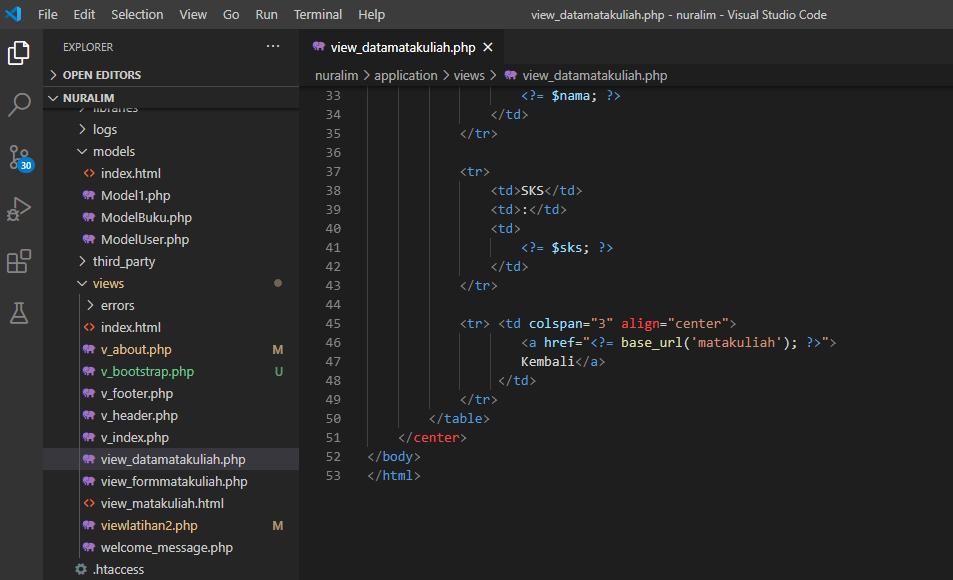 File Edit Selection View Go Run Terminal Help view_datamatakuliah.php - nuralim - Visual Studio Code
EXPLORER ...
OPEN EDITORS
NURALIM
libraries
logs
models
index.html
Model1.php
ModelBuku.php
ModelUser.php
third_party
views
errors
index.html
v_about.php M
v_bootstrap.php U
v_footer.php
v_header.php
v_index.php
view_datamatakuliah.php
view_formmatakuliah.php
view_matakuliah.html
viewlatihan2.php M
welcome_message.php
.htaccess
30
view_datamatakuliah.php
nuralim > application > views > view_datamatakuliah.php
33 <?= $nama; ?>
34 </td>
35 </tr>
36
37 <tr>
38 <td>SKS</td>
39 <td>:</td>
40 <td>
41 <?= $sks; ?>
42 </td>
43 </tr>
44
45 <tr> <td colspan="3" align="center">
46 <a href="<?= base_url('matakuliah'); ?>">
47 Kembali</a>
48 </td>
49 </tr>
50 </table>
51 </center>
52 </body>
53 </html>